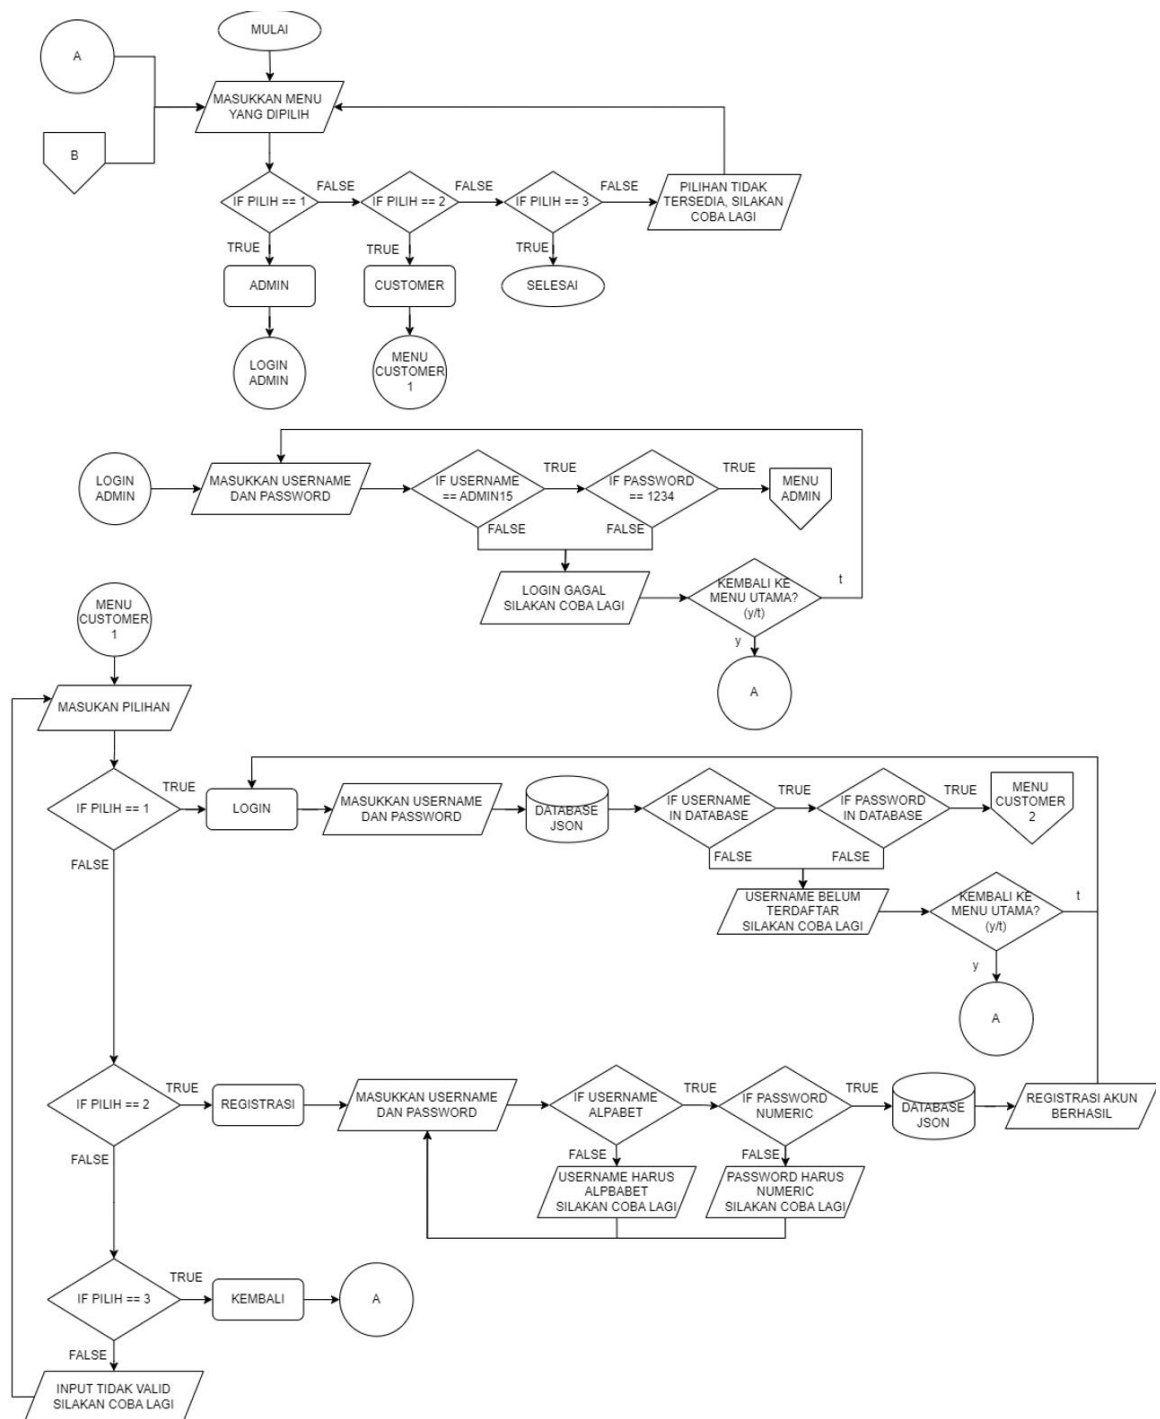 A
MULAI
MASUKKAN MENU
YANG DIPILIH
B
IF PILIH == 1
FALSE
IF PILIH == 2
FALSE
IF PILIH == 3
FALSE
PILIHAN TIDAK
TERSEDIA, SILAKAN
COBA LAGI
TRUE
TRUE
TRUE
ADMIN
CUSTOMER
SELESAI
LOGIN
ADMIN
MENU
CUSTOMER
1
LOGIN
ADMIN
MASUKKAN USERNAME
DAN PASSWORD
IF USERNAME
== ADMIN15
TRUE
IF PASSWORD
== 1234
TRUE
MENU
ADMIN
FALSE
FALSE
LOGIN GAGAL
SILAKAN COBA LAGI
KEMBALI KE
MENU UTAMA?
(y/t)
t
y
A
MENU
CUSTOMER
1
MASUKAN PILIHAN
IF PILIH == 1
TRUE
LOGIN
MASUKKAN USERNAME
DAN PASSWORD
DATABASE
JSON
IF USERNAME
IN DATABASE
TRUE
IF PASSWORD
IN DATABASE
TRUE
MENU
CUSTOMER
2
FALSE
FALSE
FALSE
USERNAME BELUM
TERDAFTAR
SILAKAN COBA LAGI
KEMBALI KE
MENU UTAMA?
(y/t)
t
y
A
IF PILIH == 2
TRUE
REGISTRASI
MASUKKAN USERNAME
DAN PASSWORD
IF USERNAME
ALPABET
TRUE
IF PASSWORD
NUMERIC
TRUE
DATABASE
JSON
REGISTRASI AKUN
BERHASIL
FALSE
FALSE
FALSE
USERNAME HARUS
ALPBABET
SILAKAN COBA LAGI
PASSWORD HARUS
NUMERIC
SILAKAN COBA LAGI
IF PILIH == 3
TRUE
KEMBALI
A
FALSE
INPUT TIDAK VALID
SILAKAN COBA LAGI